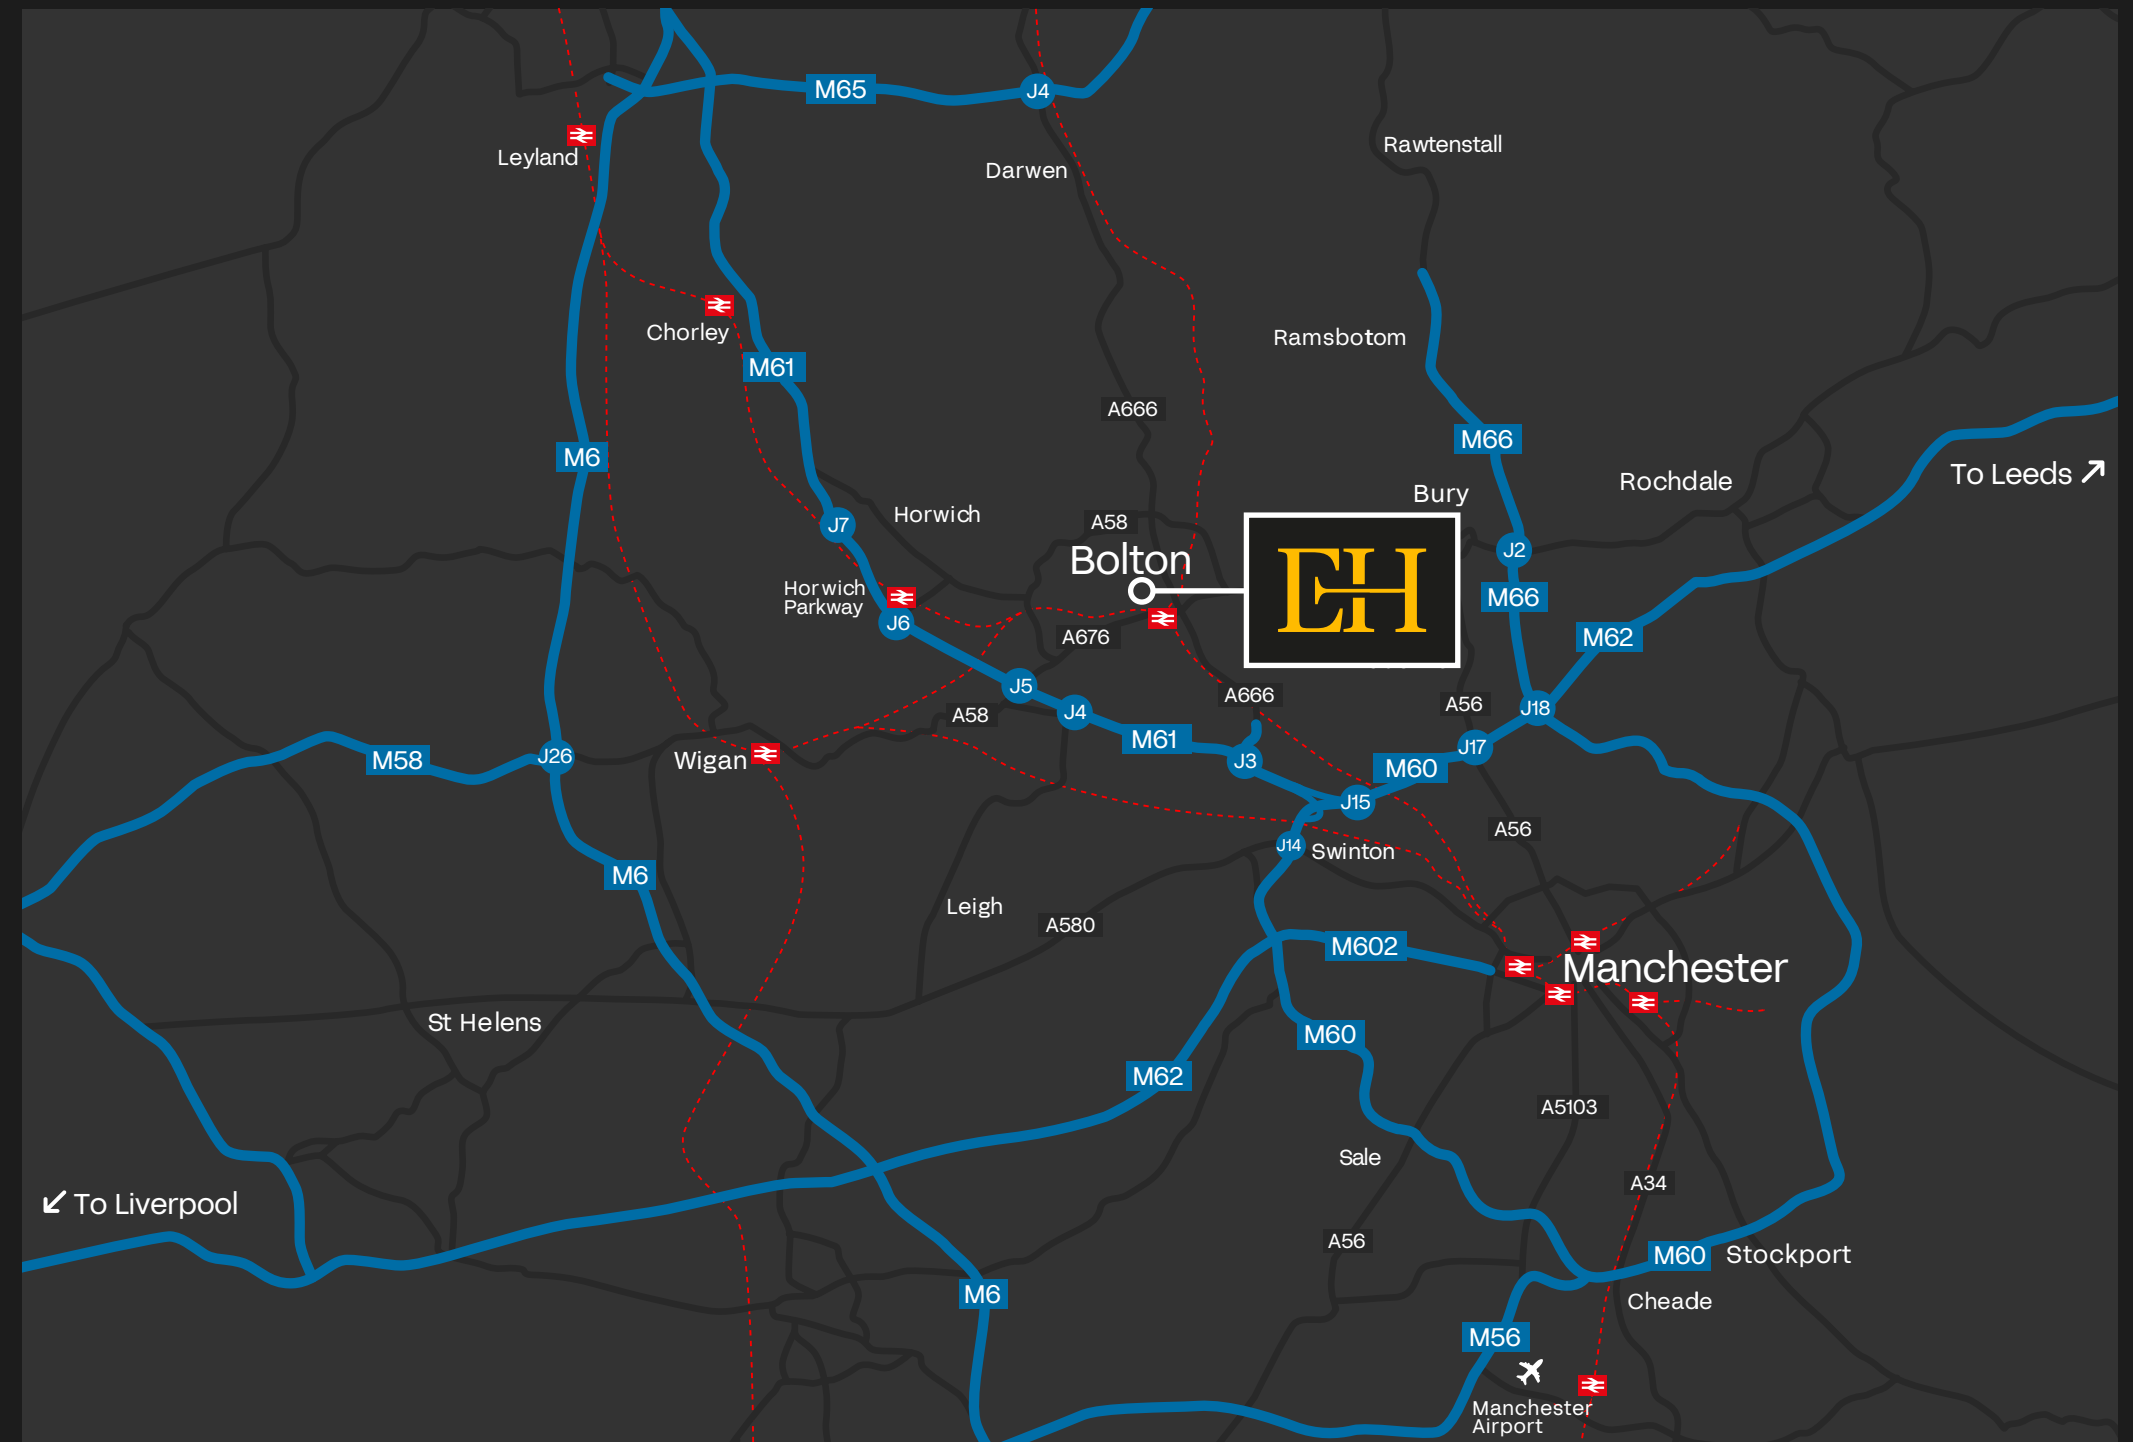 M65
J4
Leyland
Darwen
Rawtenstall
Chorley
Ramsbotom
M61
A666
M66
M6
To Leeds
Rochdale
Bury
Horwich
A58
J7
Bolton
J2
EH
Horwich
Parkway
M66
J6
A676
M62
J5
A666
A56
J18
J4
A58
M61
J17
M58
J26
Wigan
J3
M60
J15
A56
J14
Swinton
M6
Leigh
A580
M602
Manchester
St Helens
M60
M62
A5103
Sale
A34
To Liverpool
A56
M60
Stockport
M6
Cheade
M56
Manchester
Airport